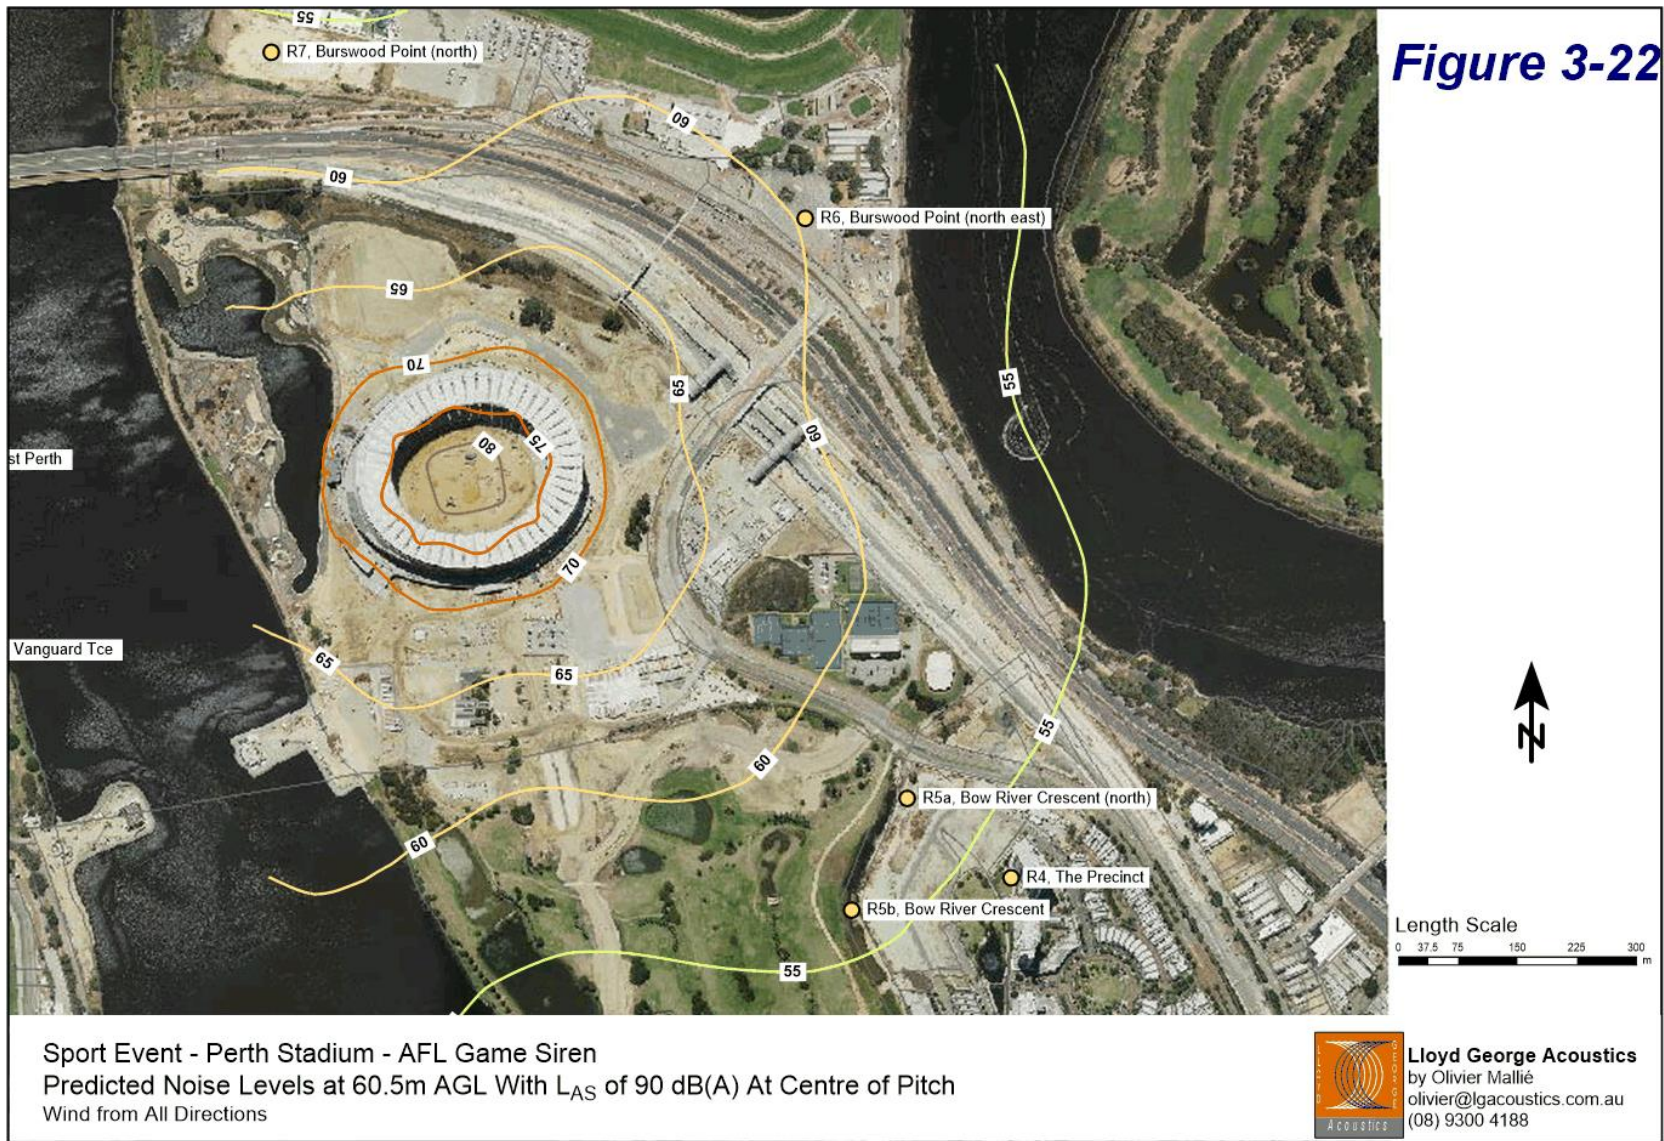 Figure 3-22
55
R7, Burswood Point (north)
60
60
R6, Burswood Point (north east)
65
70
65
55
60
75
80
st Perth
70
Vanguard Tce
65
65
55
60
R5a, Bow River Crescent (north)
60
R4, The Precinct
R5b, Bow River Crescent
55
N
Length Scale
0 37.5 75 150 225 300
m
Sport Event - Perth Stadium - AFL Game Siren
Predicted Noise Levels at 60.5m AGL With LAS of 90 dB(A) At Centre of Pitch
Wind from All Directions
LLOYD
GEORGE
Acoustics
Lloyd George Acoustics
by Olivier Mallié
olivier@lgacoustics.com.au
(08) 9300 4188